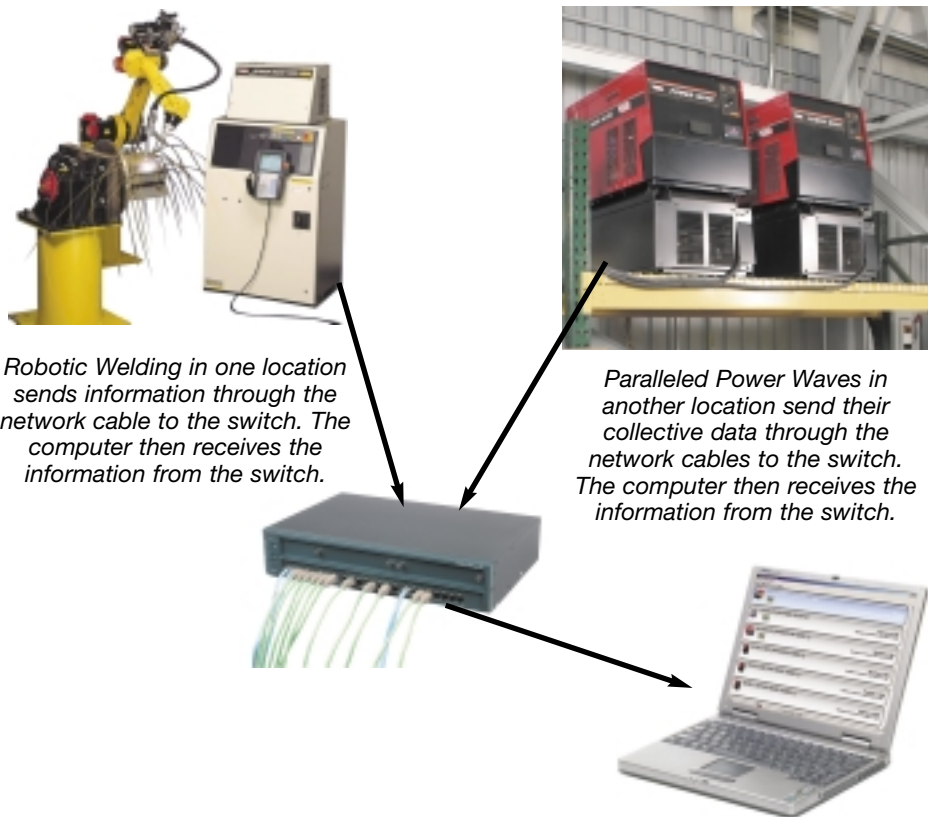 Robotic Welding in one location
sends information through the
network cable to the switch. The
computer then receives the
information from the switch.
Paralleled Power Waves in
another location send their
collective data through the
network cables to the switch.
The computer then receives the
information from the switch.